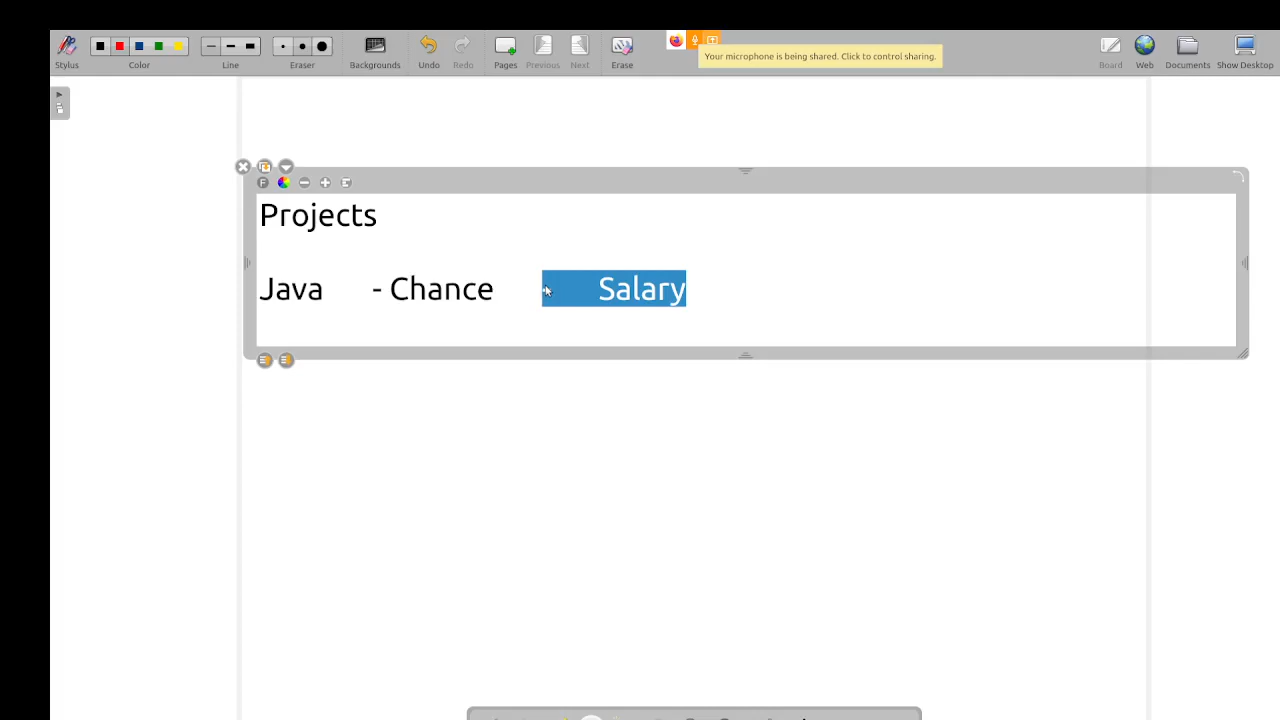 Stylus Color Line Eraser Backgrounds Undo Redo Pages Previous Next Erase Board Web Documents Show Desktop
Your microphone is being shared. Click to control sharing.
F
Projects
Java - Chance Salary